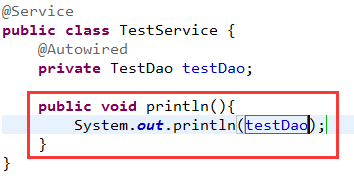 @Service
public class TestService {
    @Autowired
    private TestDao testDao;

    public void println(){
        System.out.println(testDao);
    }
}